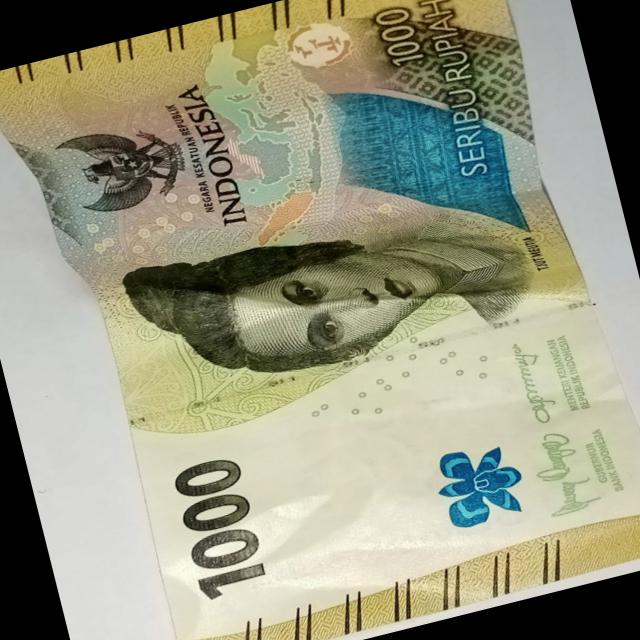 NEGARA KESATUAN REPUBLIK
INDONESIA
1000
SERIBU RUPIAH
TJUT MEUTIA
1000
GUBERNUR
BANK INDONESIA
MENTERI KEUANGAN
REPUBLIK INDONESIA